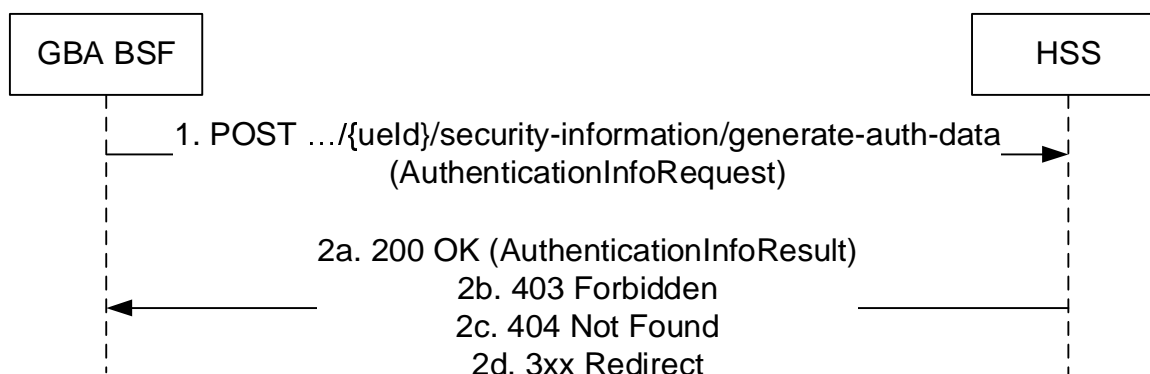 GBA BSF
HSS
1. POST …/{ueId}/security-information/generate-auth-data
(AuthenticationInfoRequest)
2a. 200 OK (AuthenticationInfoResult)
2b. 403 Forbidden
2c. 404 Not Found
2d. 3xx Redirect